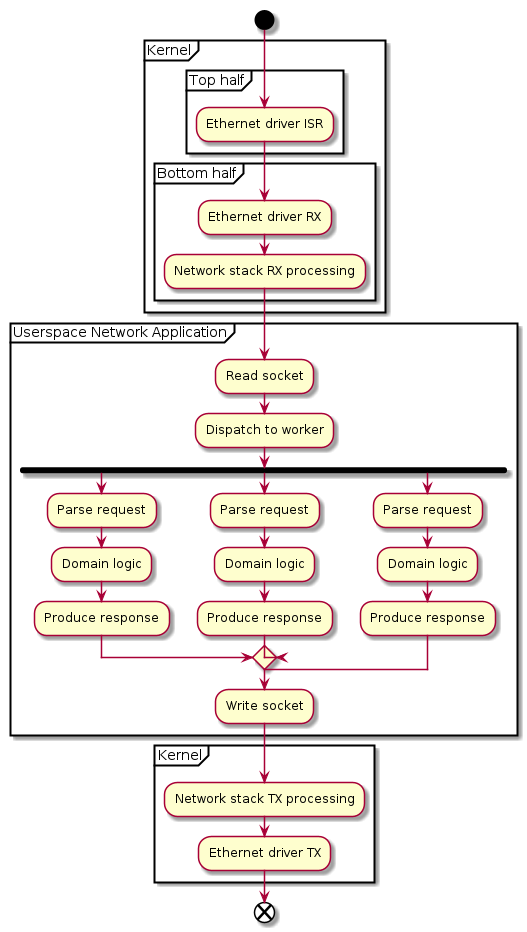 Kernel
Top half
Ethernet driver ISR
Bottom half
Ethernet driver RX
Network stack RX processing
Userspace Network Application
Read socket
Dispatch to worker
Parse request
Parse request
Parse request
Domain logic
Domain logic
Domain logic
Produce response
Produce response
Produce response
Write socket
Kernel
Network stack TX processing
Ethernet driver TX